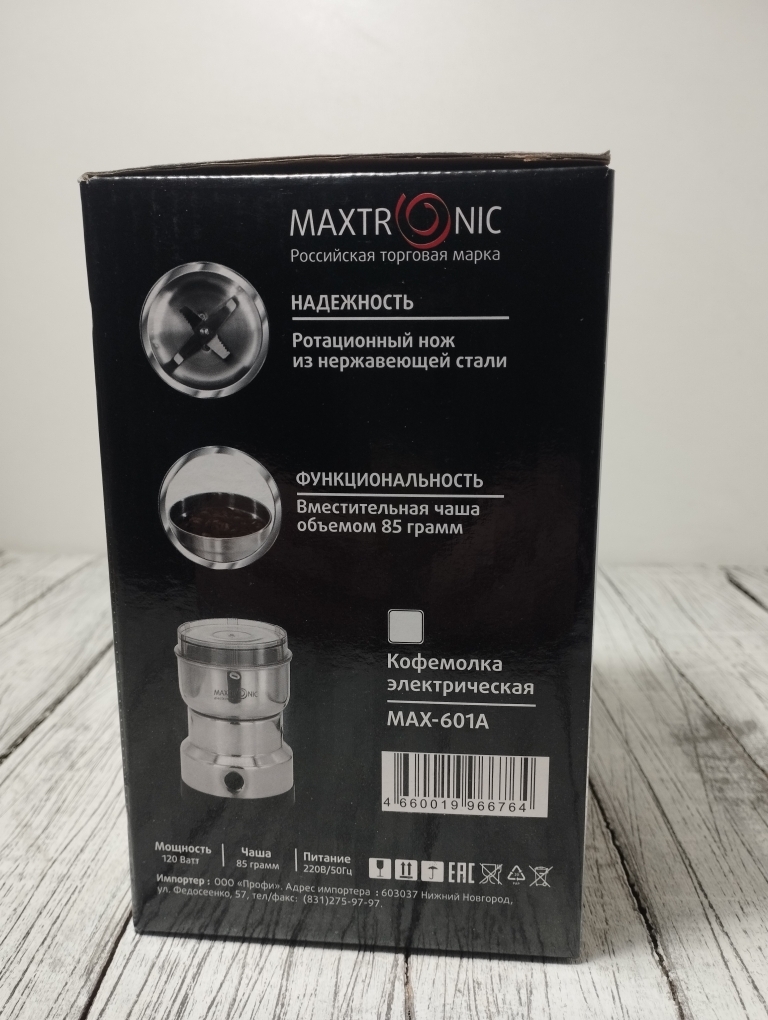 MAXTRONIC
Российская торговая марка
НАДЕЖНОСТЬ
Ротационный нож
из нержавеющей стали
ФУНКЦИОНАЛЬНОСТЬ
Вместительная чаша
объемом 85 грамм
MAXTRONIC
Кофемолка
электрическая
MAX-601A
4 660019 966764
Мощность
120 Ватт
Чаша
85 грамм
Питание
220В/50Гц
EAC
Импортер : ООО «Профи». Адрес импортера : 603037 Нижний Новгород,
ул. Федосеенко, 57, тел/факс: (831)275-97-97.